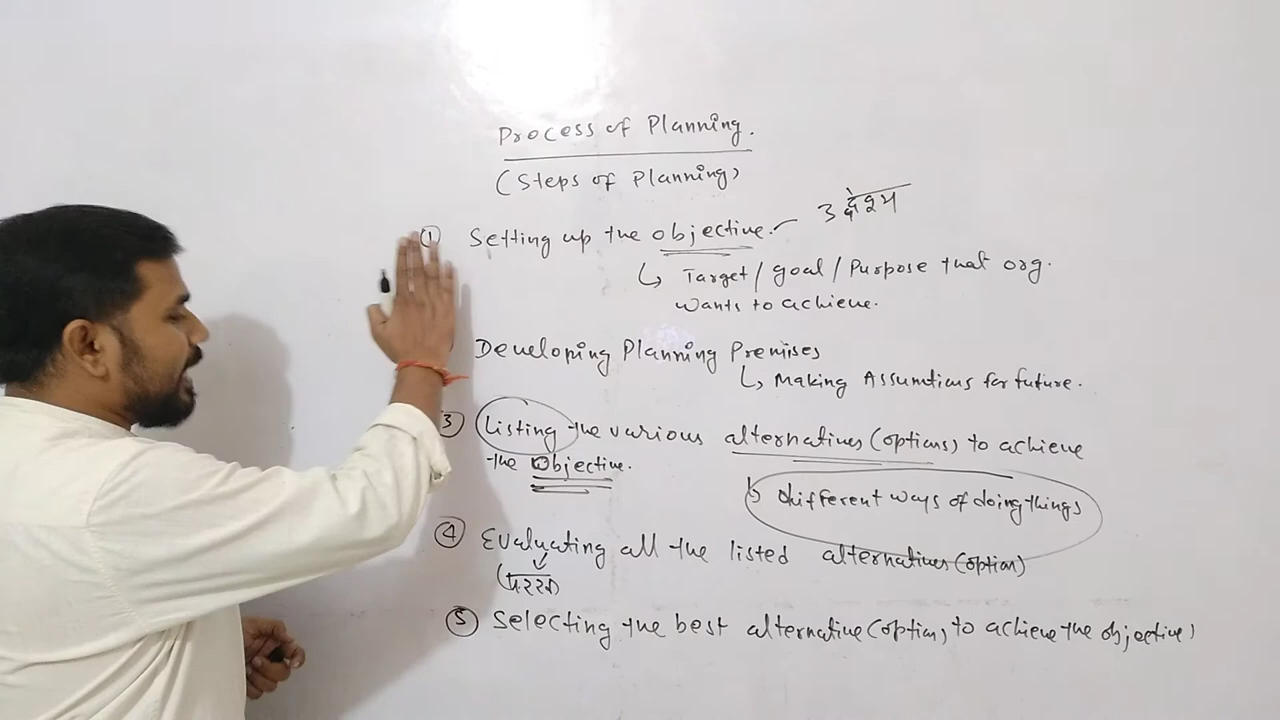 Process of Planning.
(Steps of Planning)
① Setting up the objective. उद्देश्य
↳ Target / goal / Purpose that org.
wants to achieve.
Developing Planning Premises
↳ Making Assumtions for future.
③ Listing the various alternatives (options) to achieve
the Objective.
↳ different ways of doing things
④ Evaluating all the listed alternatives (option)
(परख)
⑤ Selecting the best alternative (option) to achieve the objective)